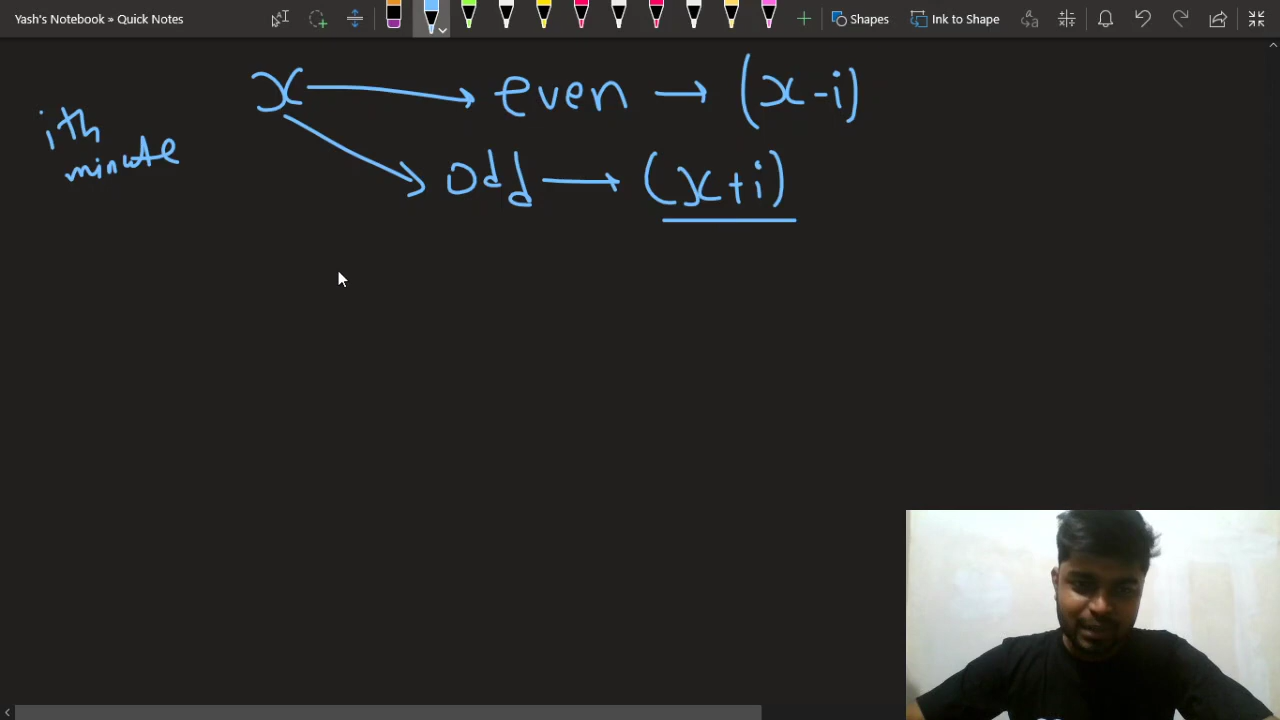 Yash's Notebook » Quick Notes
Shapes
Ink to Shape
x → even → (x-i)
ith
minute
odd → (x+i)